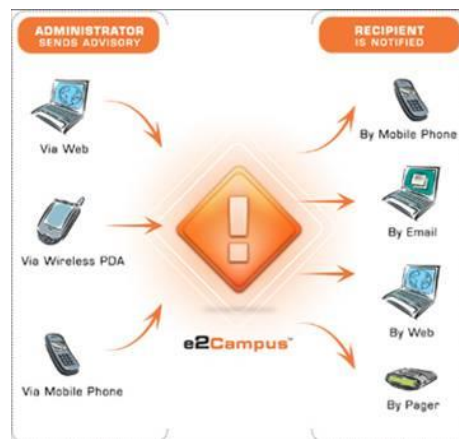 ADMINISTRATOR
SENDS ADVISORY
RECIPIENT
IS NOTIFIED
Via Web
By Mobile Phone
Via Wireless PDA
By Email
e2Campus™
By Web
Via Mobile Phone
By Pager